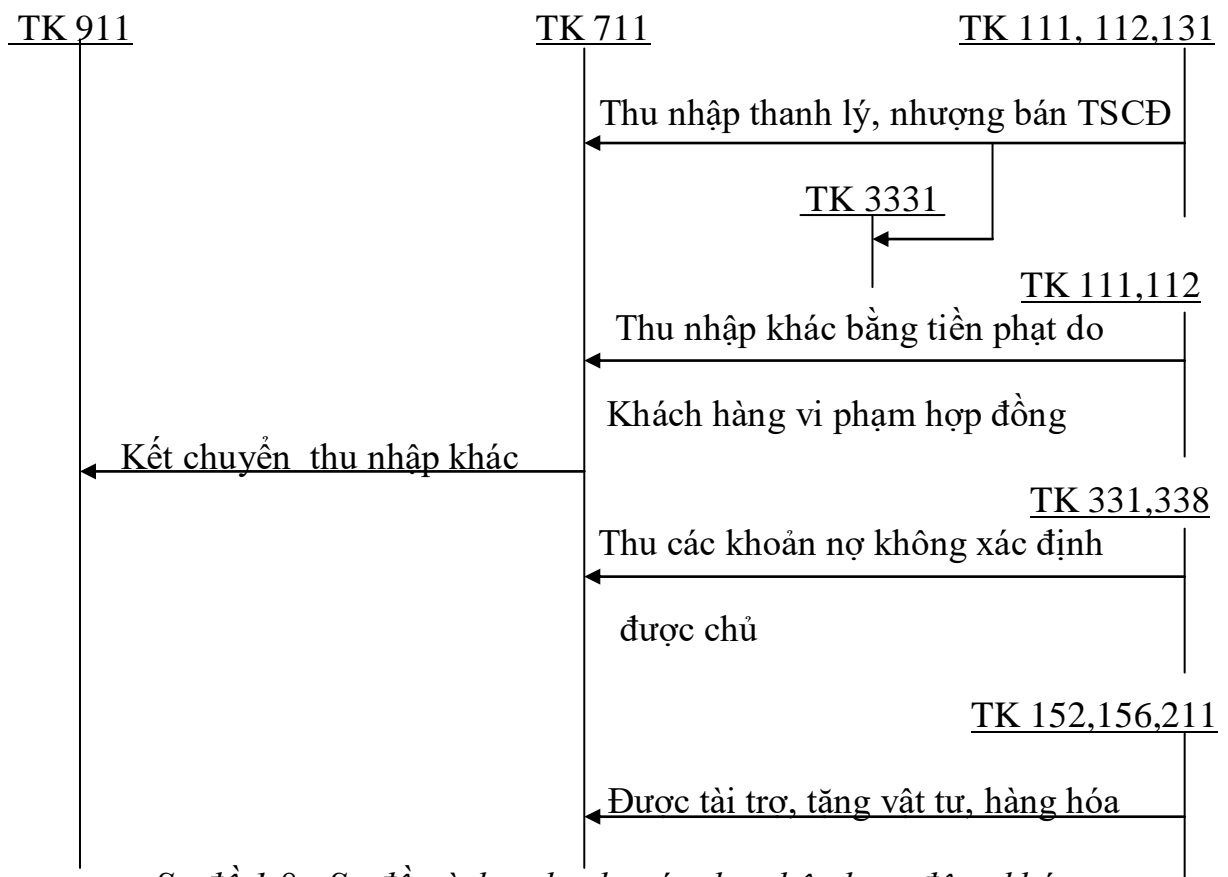 TK 911 TK 711 TK 111, 112,131
Thu nhập thanh lý, nhượng bán TSCĐ
TK 3331
TK 111,112
Thu nhập khác bằng tiền phạt do
Khách hàng vi phạm hợp đồng
Kết chuyển thu nhập khác
TK 331,338
Thu các khoản nợ không xác định
được chủ
TK 152,156,211
Được tài trơ, tăng vật tư, hàng hóa